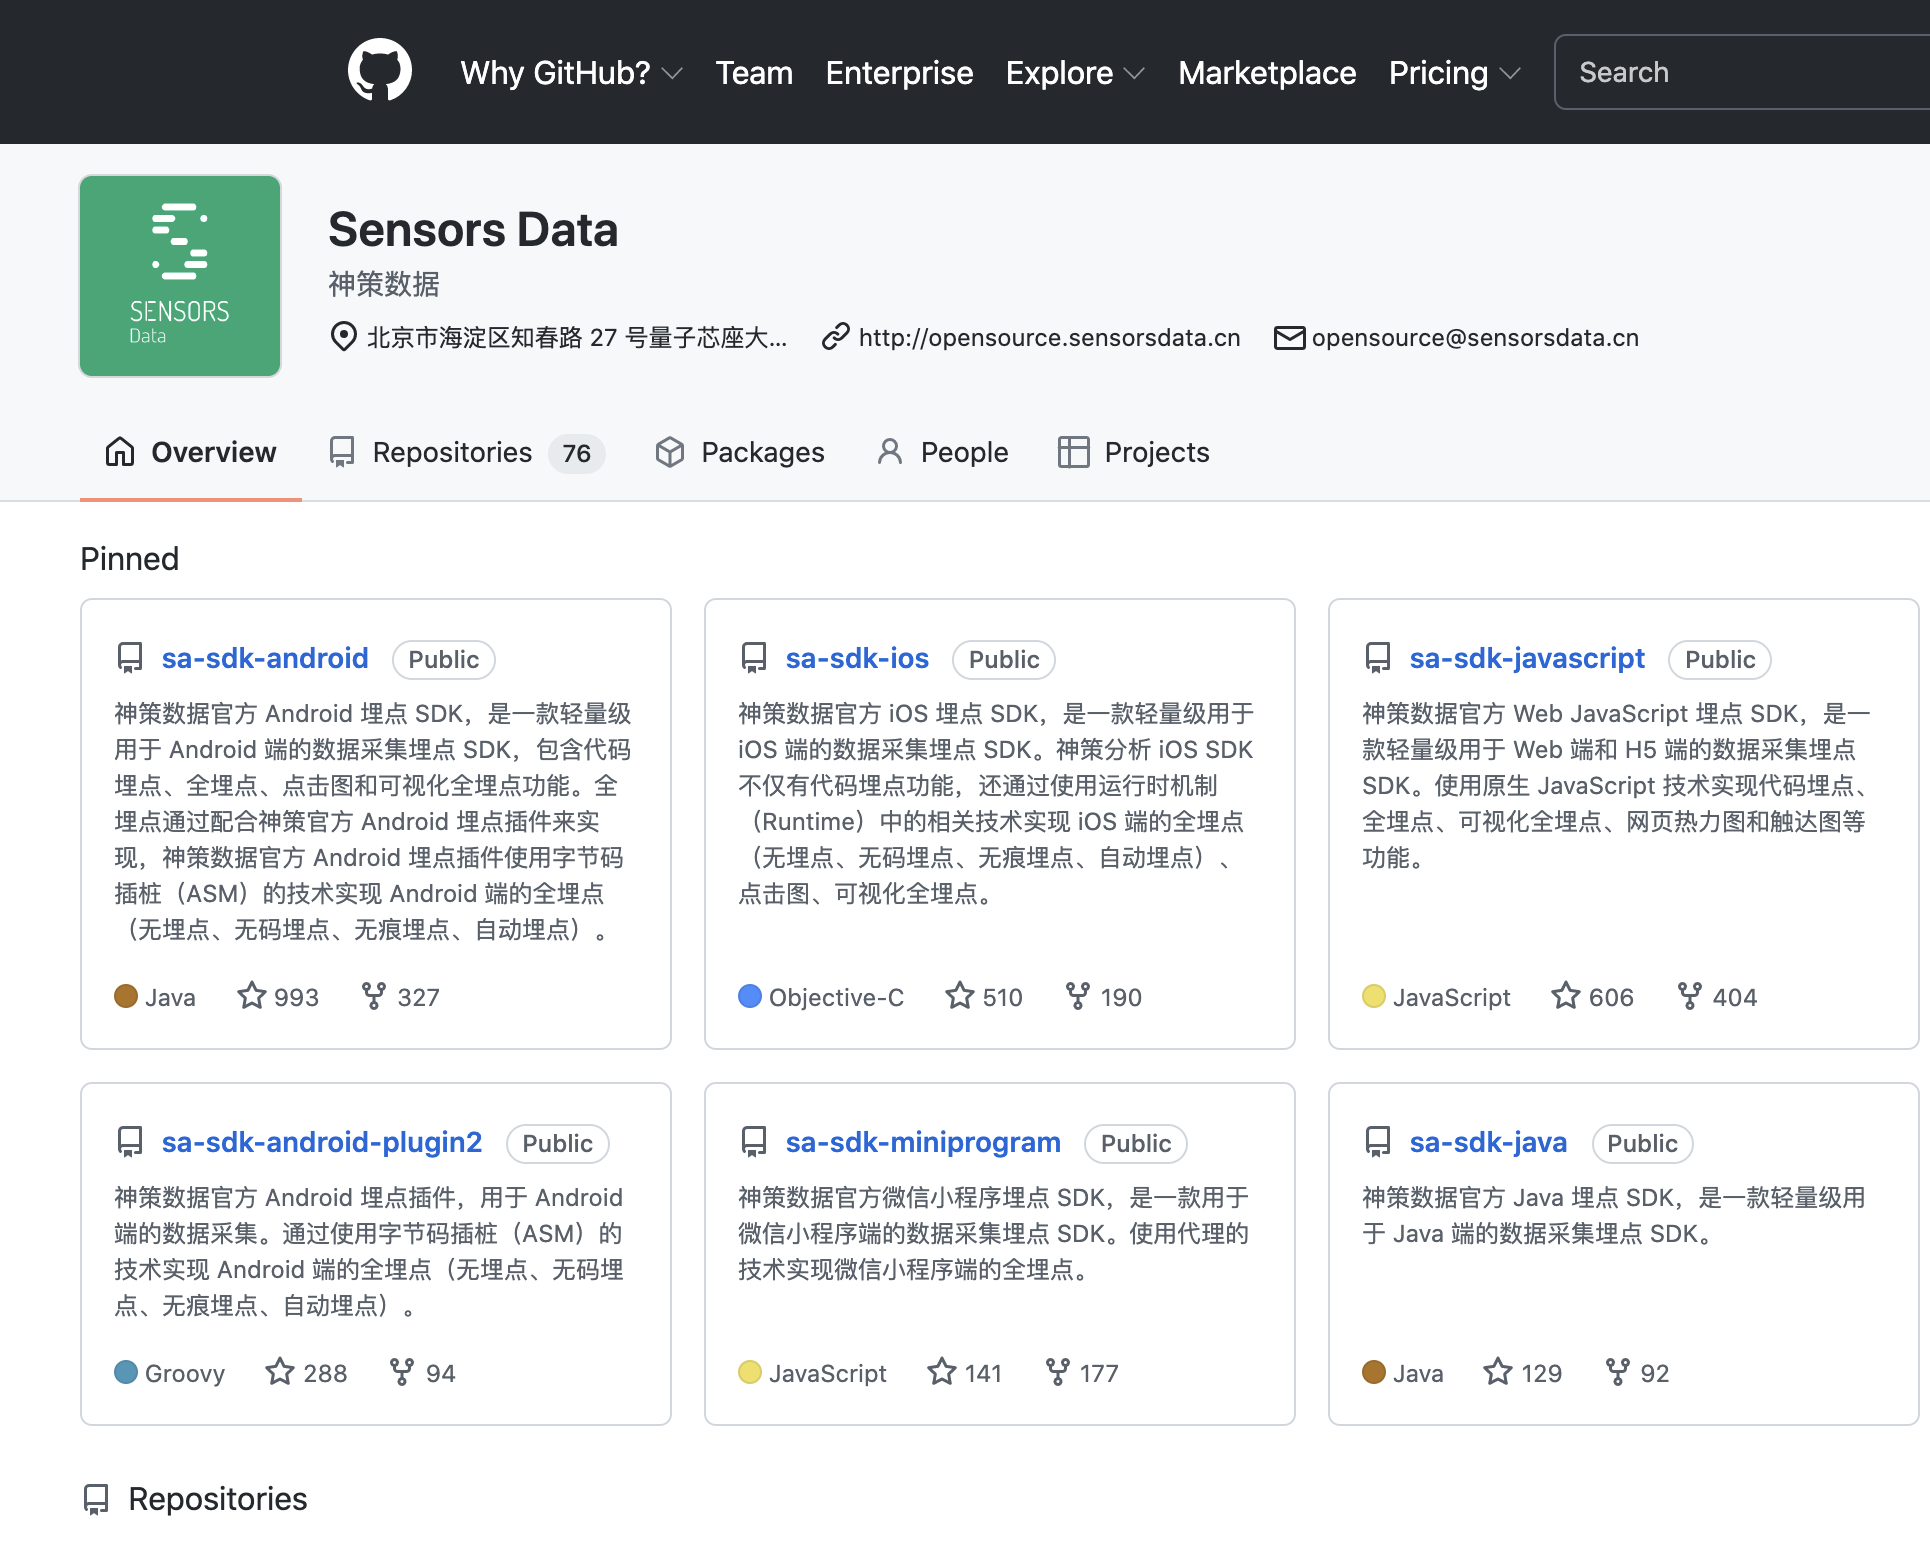 Why GitHub? Team Enterprise Explore Marketplace Pricing Search
SENSORS
Data
Sensors Data
神策数据
北京市海淀区知春路 27 号量子芯座大... http://opensource.sensorsdata.cn opensource@sensorsdata.cn
Overview Repositories 76 Packages People Projects
Pinned
sa-sdk-android Public
神策数据官方 Android 埋点 SDK，是一款轻量级
用于 Android 端的数据采集埋点 SDK，包含代码
埋点、全埋点、点击图和可视化全埋点功能。全
埋点通过配合神策官方 Android 埋点插件来实
现，神策数据官方 Android 埋点插件使用字节码
插桩（ASM）的技术实现 Android 端的全埋点
（无埋点、无码埋点、无痕埋点、自动埋点）。
Java 993 327
sa-sdk-ios Public
神策数据官方 iOS 埋点 SDK，是一款轻量级用于
iOS 端的数据采集埋点 SDK。神策分析 iOS SDK
不仅有代码埋点功能，还通过使用运行时机制
（Runtime）中的相关技术实现 iOS 端的全埋点
（无埋点、无码埋点、无痕埋点、自动埋点）、
点击图、可视化全埋点。
Objective-C 510 190
sa-sdk-javascript Public
神策数据官方 Web JavaScript 埋点 SDK，是一
款轻量级用于 Web 端和 H5 端的数据采集埋点
SDK。使用原生 JavaScript 技术实现代码埋点、
全埋点、可视化全埋点、网页热力图和触达图等
功能。
JavaScript 606 404
sa-sdk-android-plugin2 Public
神策数据官方 Android 埋点插件，用于 Android
端的数据采集。通过使用字节码插桩（ASM）的
技术实现 Android 端的全埋点（无埋点、无码埋
点、无痕埋点、自动埋点）。
Groovy 288 94
sa-sdk-miniprogram Public
神策数据官方微信小程序埋点 SDK，是一款用于
微信小程序端的数据采集埋点 SDK。使用代理的
技术实现微信小程序端的全埋点。
JavaScript 141 177
sa-sdk-java Public
神策数据官方 Java 埋点 SDK，是一款轻量级用
于 Java 端的数据采集埋点 SDK。
Java 129 92
Repositories